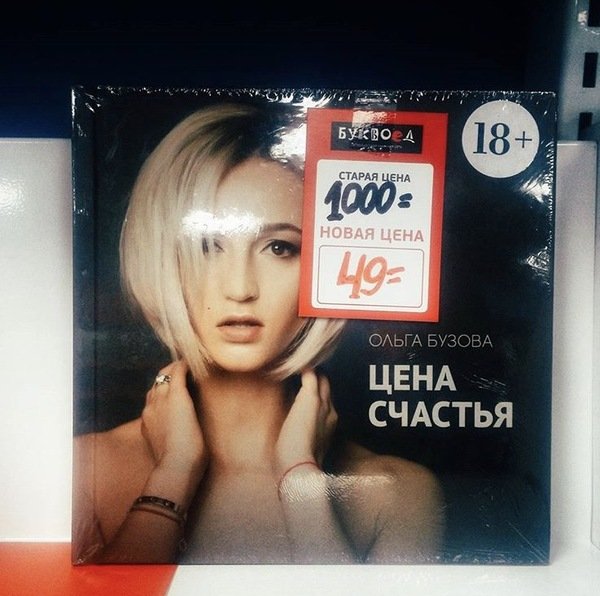 БУКВОЕД
18+
СТАРАЯ ЦЕНА
1000=
НОВАЯ ЦЕНА
49=
ОЛЬГА БУЗОВА
ЦЕНА
СЧАСТЬЯ